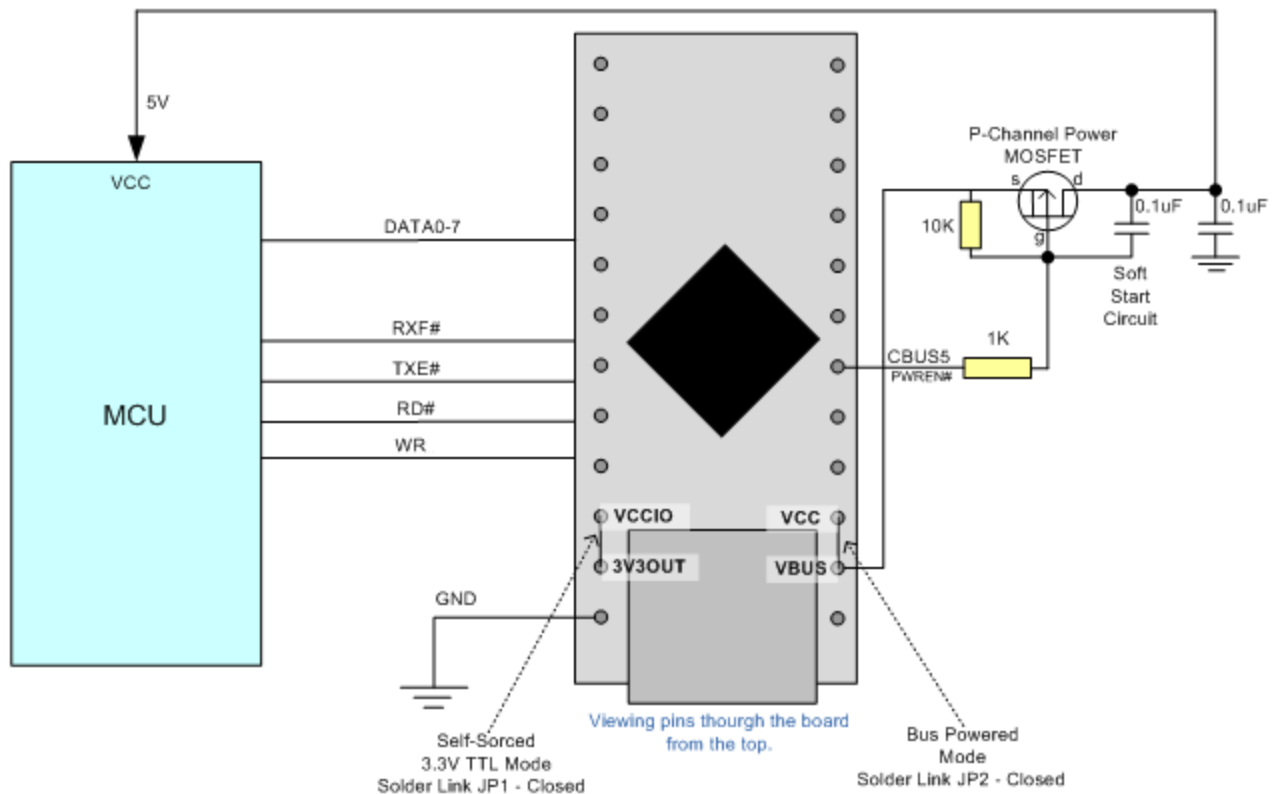 5V
VCC
P-Channel Power
MOSFET
s
d
g
10K
0.1uF
0.1uF
Soft
Start
Circuit
DATA0-7
RXF#
TXE#
RD#
WR
MCU
1K
CBUS5
PWREN#
VCCIO
VCC
3V3OUT
VBUS
GND
Viewing pins thourgh the board
from the top.
Self-Sorced
3.3V TTL Mode
Solder Link JP1 - Closed
Bus Powered
Mode
Solder Link JP2 - Closed